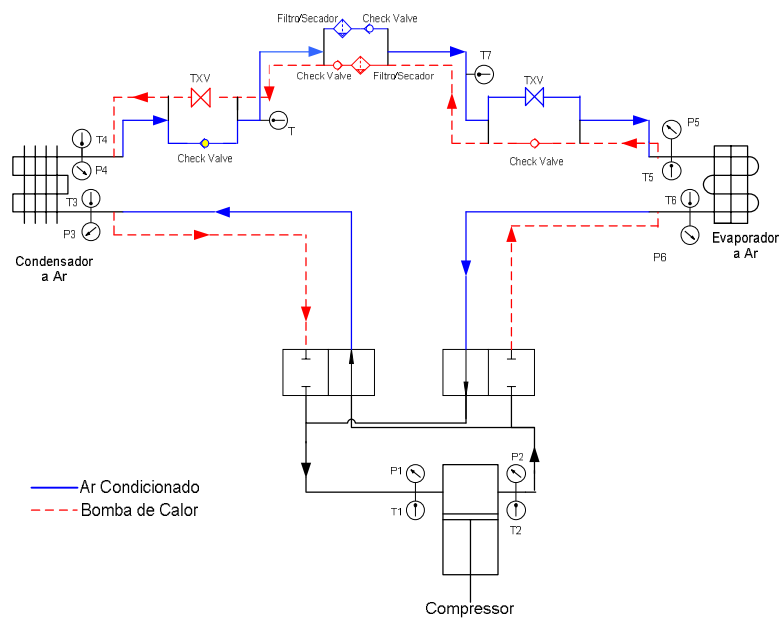 Filtro/Secador
Check Valve
Check Valve
Filtro/Secador
T7
TXV
TXV
T
Check Valve
Check Valve
T4
P4
T3
P3
P5
T5
T6
P6
Condensador
a Ar
Evaporador
a Ar
P1
T1
P2
T2
Ar Condicionado
Bomba de Calor
Compressor